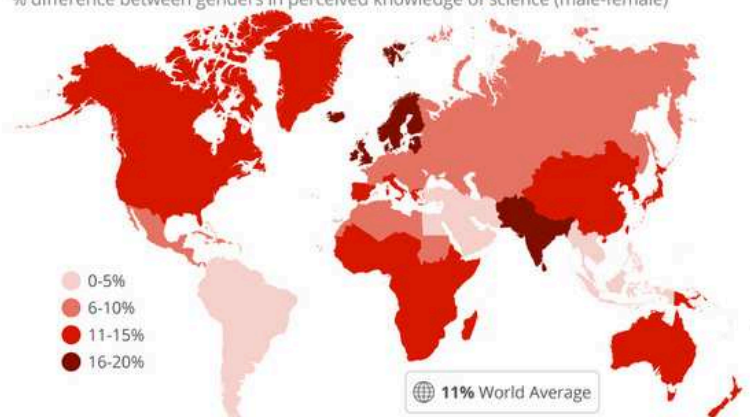 % difference between genders in perceived knowledge of science (male-female)
0-5%
6-10%
11-15%
16-20%
11% World Average